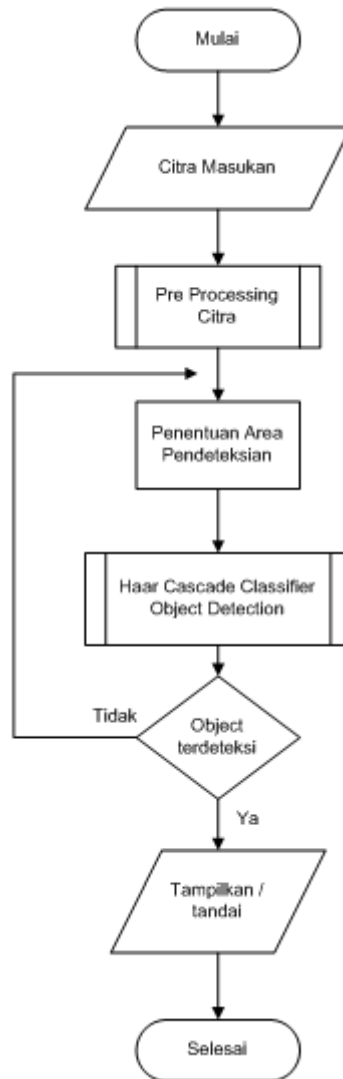 Mulai
Citra Masukan
Pre Processing
Citra
Penentuan Area
Pendeteksian
Haar Cascade Classifier
Object Detection
Tidak
Object
terdeteksi
Ya
Tampilkan /
tandai
Selesai